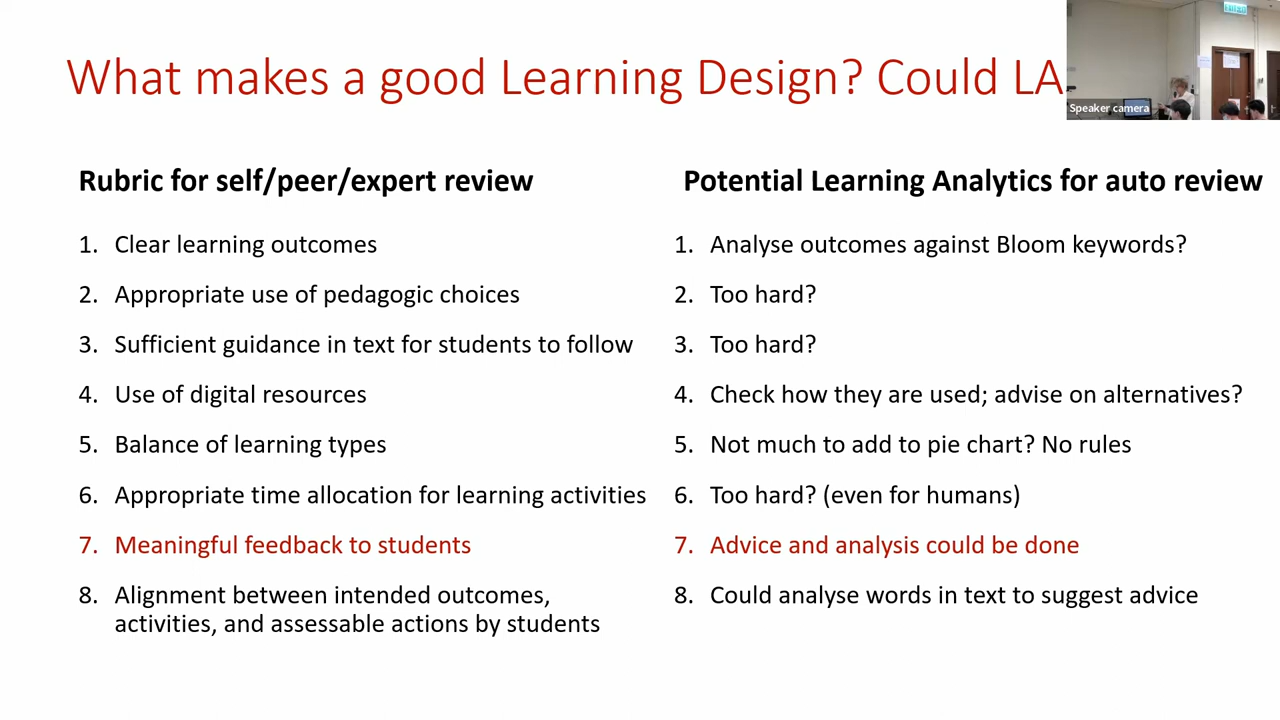 What makes a good Learning Design? Could LA
Speaker camera
Rubric for self/peer/expert review
1. Clear learning outcomes
2. Appropriate use of pedagogic choices
3. Sufficient guidance in text for students to follow
4. Use of digital resources
5. Balance of learning types
6. Appropriate time allocation for learning activities
7. Meaningful feedback to students
8. Alignment between intended outcomes,
activities, and assessable actions by students
Potential Learning Analytics for auto review
1. Analyse outcomes against Bloom keywords?
2. Too hard?
3. Too hard?
4. Check how they are used; advise on alternatives?
5. Not much to add to pie chart? No rules
6. Too hard? (even for humans)
7. Advice and analysis could be done
8. Could analyse words in text to suggest advice